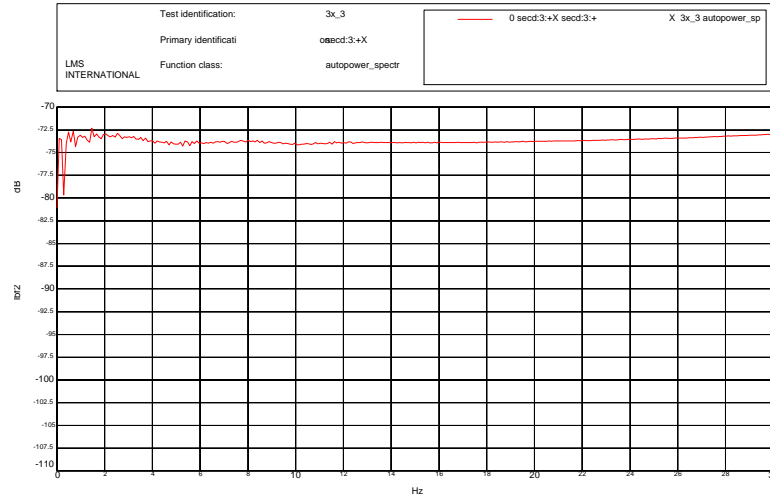 Test identification: 3x_3 0 secd:3:+X secd:3:+ X 3x_3 autopower_sp
Primary identificati secd:3:+X
LMS
INTERNATIONAL
Function class: autopower_spectr
-70
-72.5
-75
-77.5
-80
-82.5
-85
-87.5
-90
-92.5
-95
-97.5
-100
-102.5
-105
-107.5
-110
dB
lbf2
0 2 4 6 8 10 12 14 16 18 20 22 24 26 28
Hz